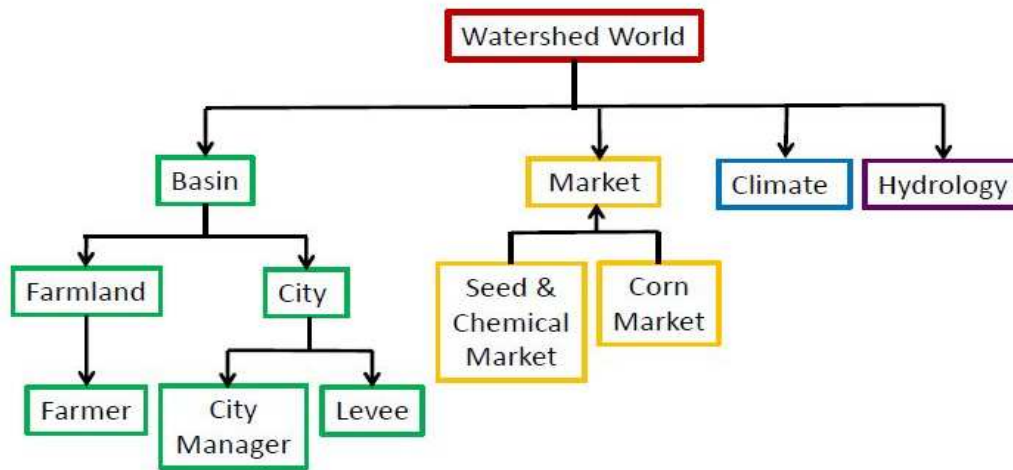 Watershed World
Basin
Market
Climate
Hydrology
Farmland
City
Seed &
Chemical
Market
Corn
Market
Farmer
City
Manager
Levee